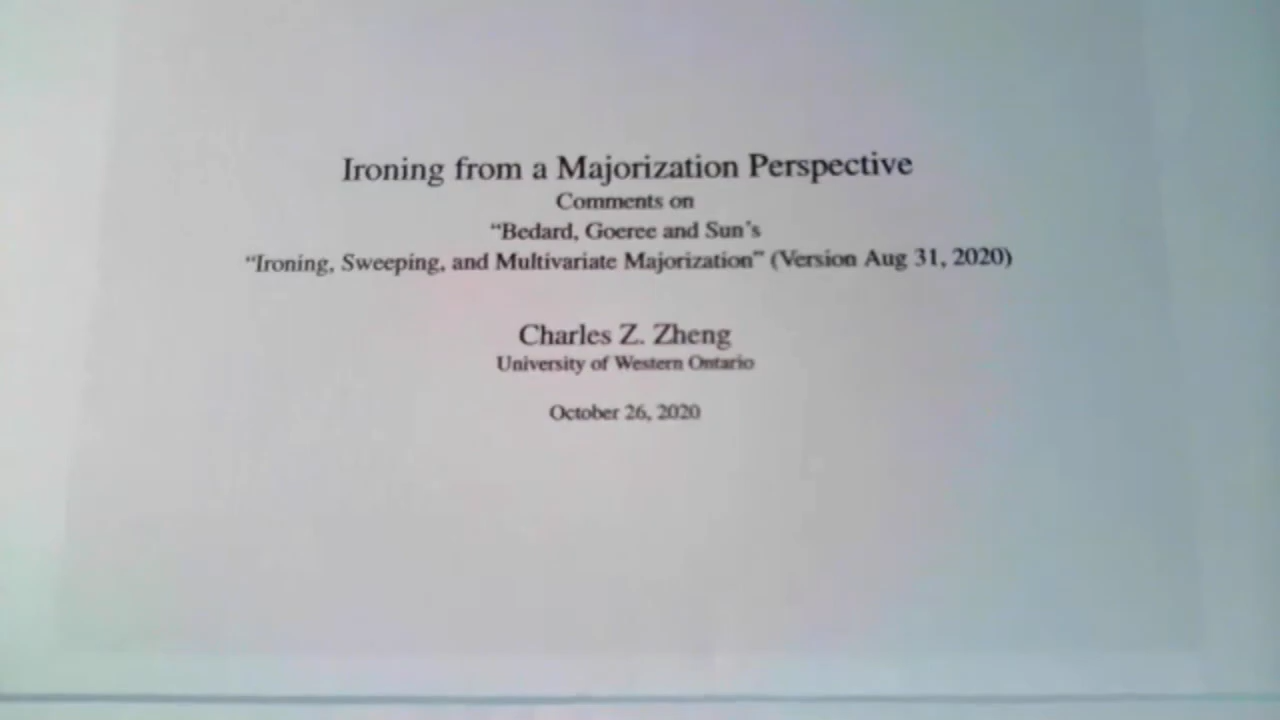 Ironing from a Majorization Perspective
Comments on
“Bedard, Goeree and Sun’s
“Ironing, Sweeping, and Multivariate Majorization” (Version Aug 31, 2020)
Charles Z. Zheng
University of Western Ontario
October 26, 2020